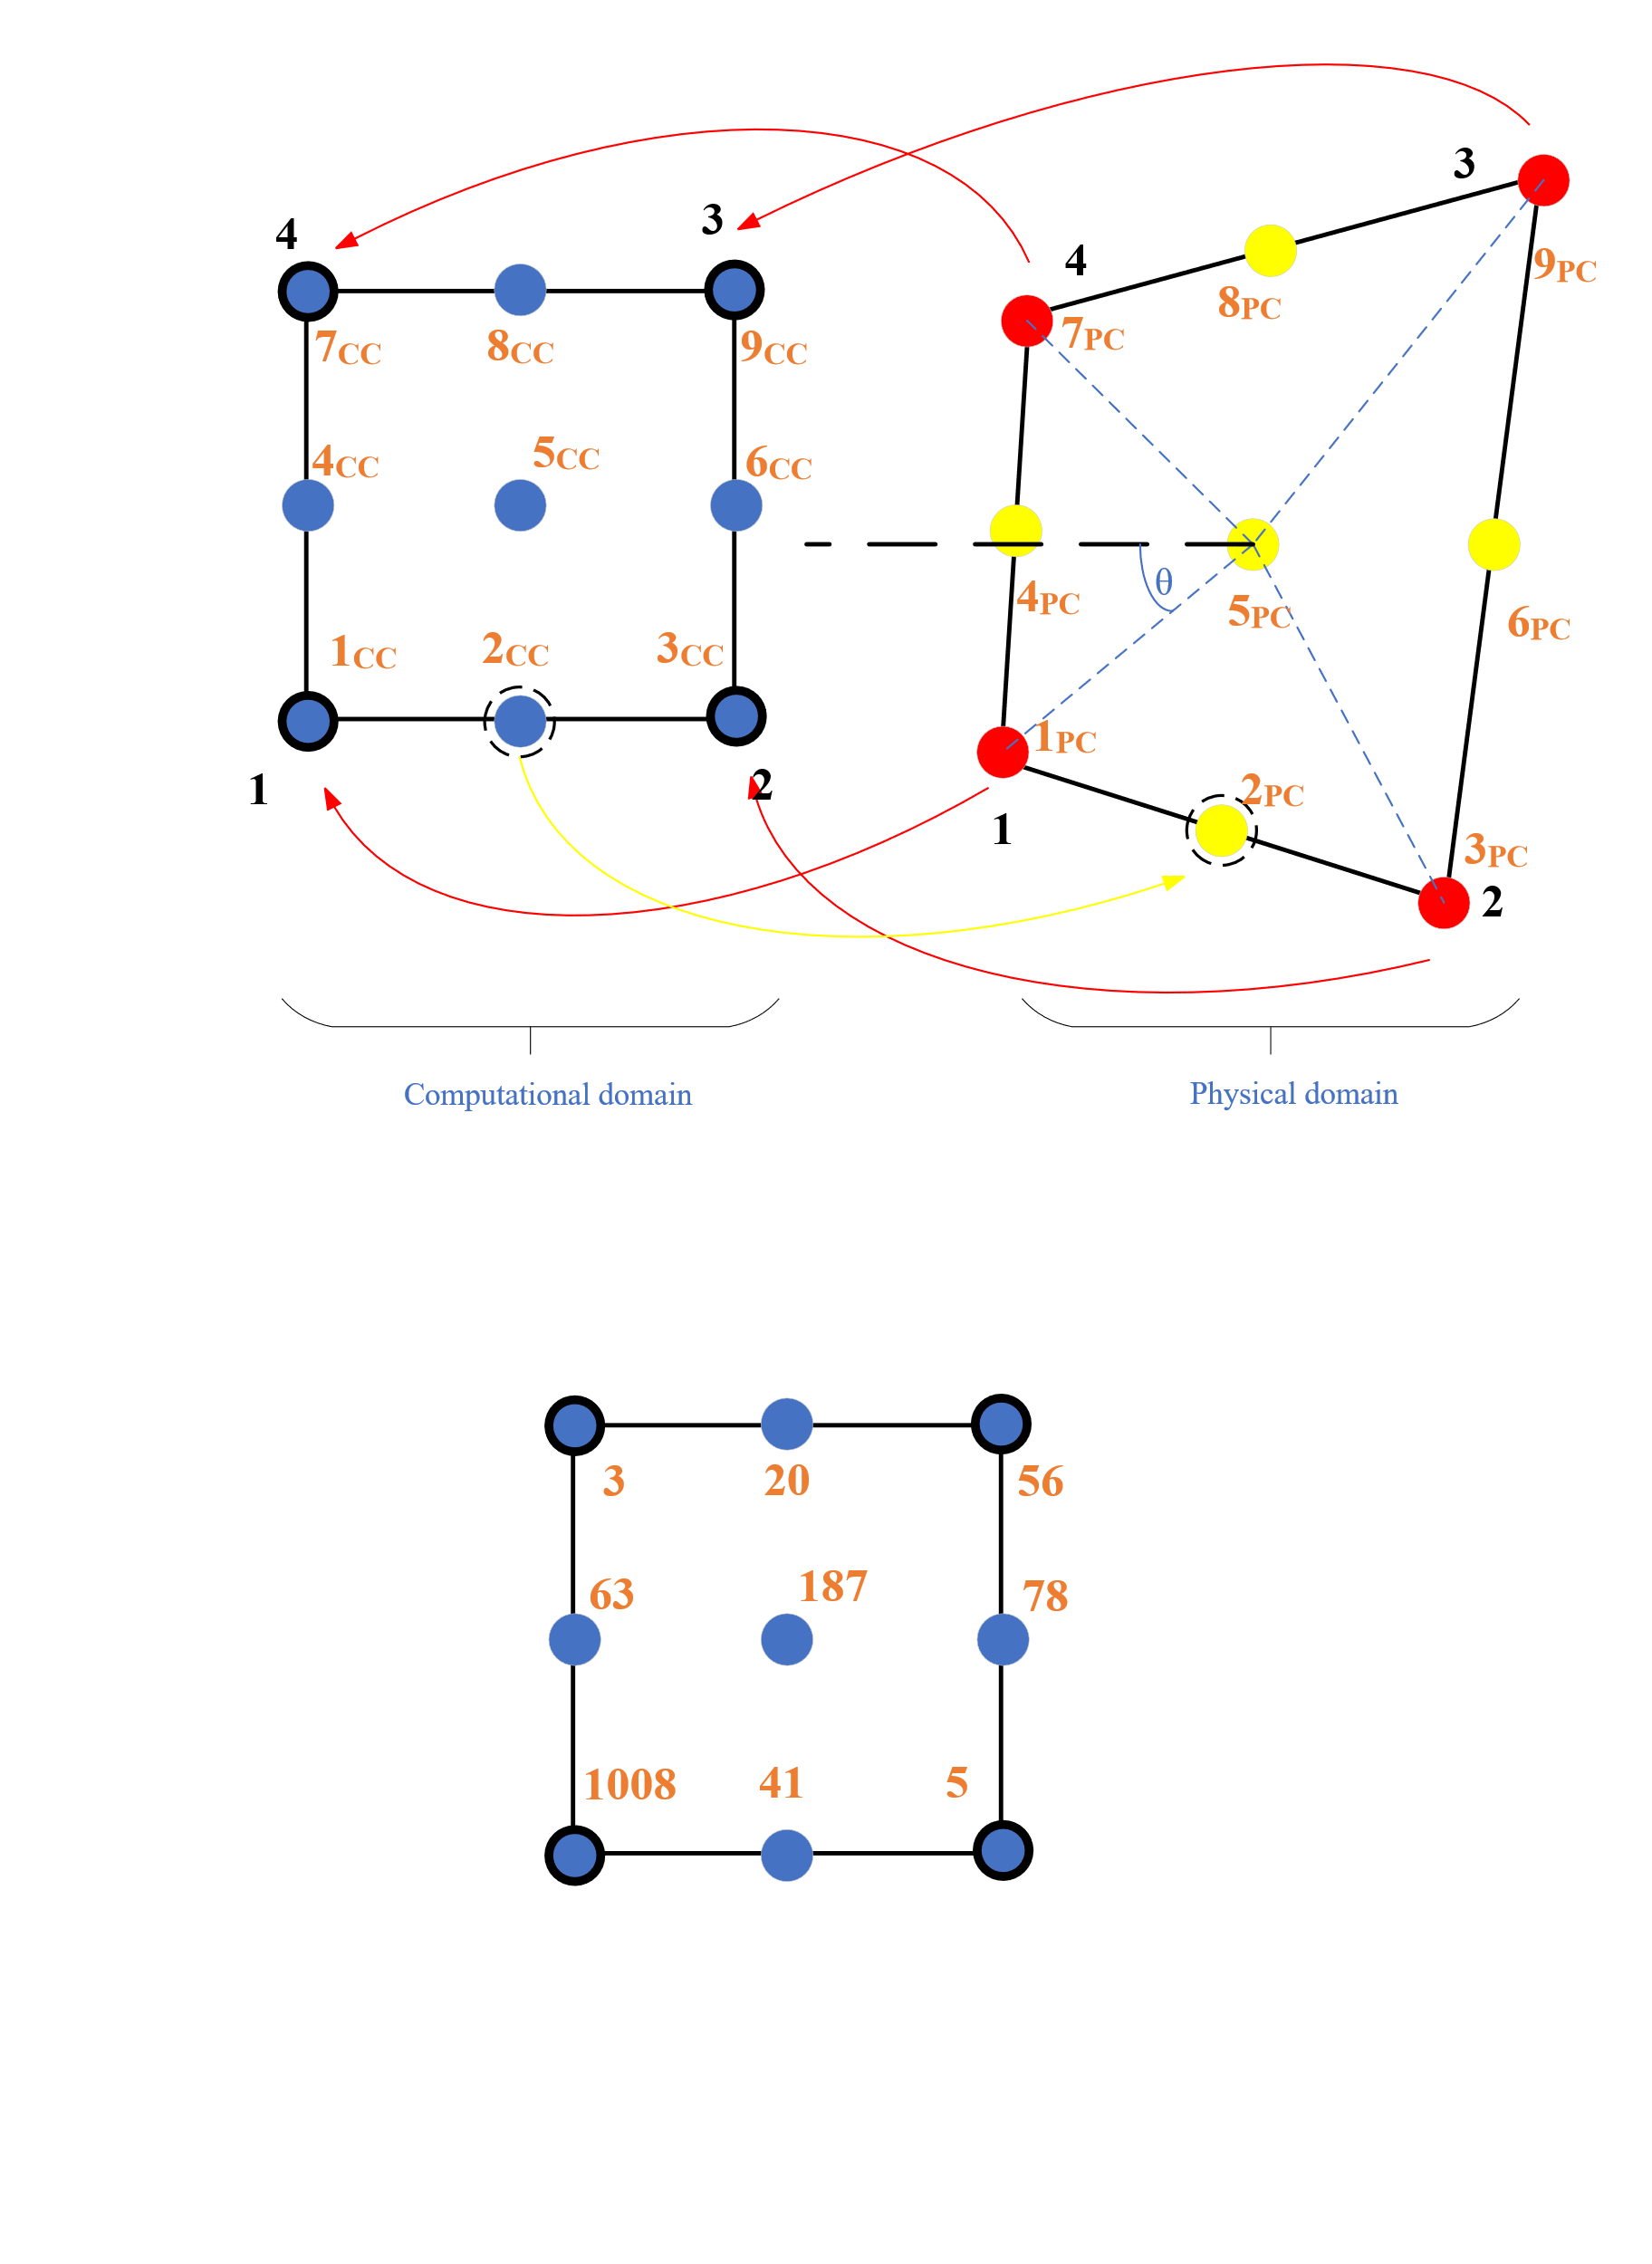 3
4
3
4
9PC
8PC
7PC
7CC
8CC
9CC
5CC
4CC
6CC
θ
4PC
5PC
6PC
1CC
2CC
3CC
1PC
2PC
1
2
1
3PC
2
Computational domain
Physical domain
3
20
56
63
187
78
1008
41
5